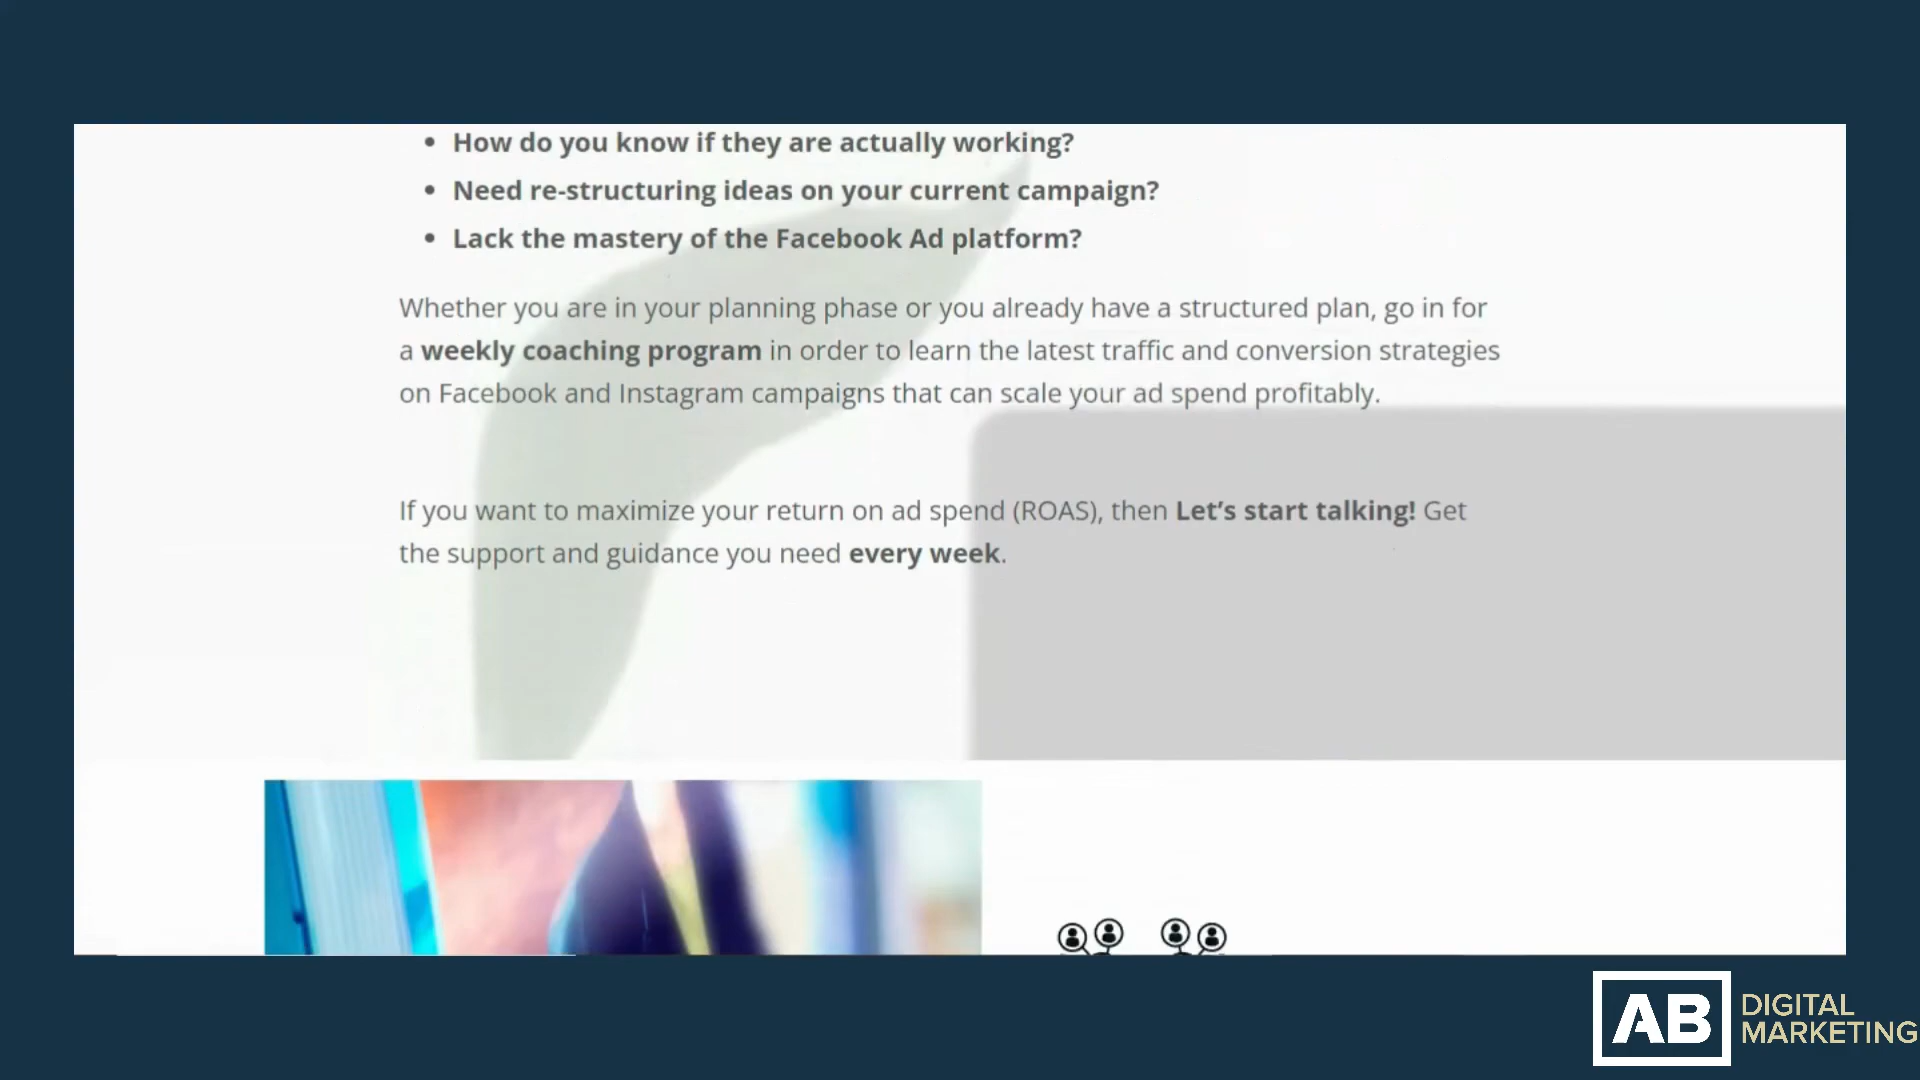 How do you know if they are actually working?
Need re-structuring ideas on your current campaign?
Lack the mastery of the Facebook Ad platform?
Whether you are in your planning phase or you already have a structured plan, go in for
a weekly coaching program in order to learn the latest traffic and conversion strategies
on Facebook and Instagram campaigns that can scale your ad spend profitably.
If you want to maximize your return on ad spend (ROAS), then Let’s start talking! Get
the support and guidance you need every week.
AB
DIGITAL
MARKETING